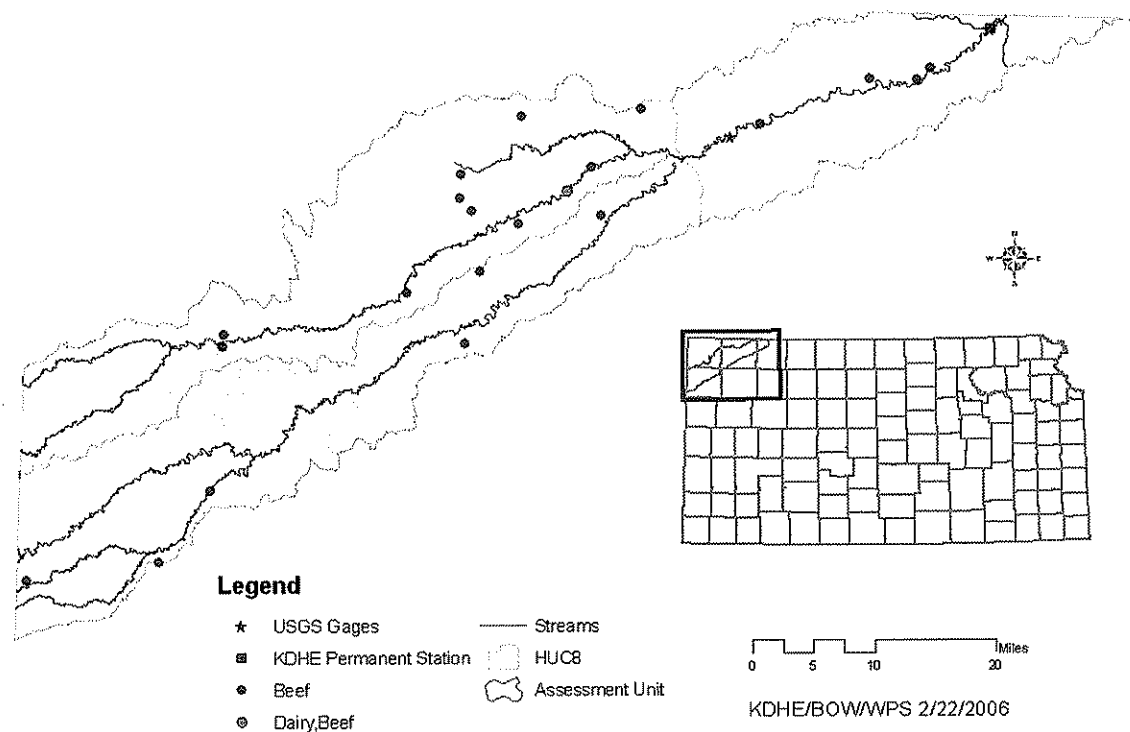 N
W E
S
Legend
USGS Gages
KDHE Permanent Station
Beef
Dairy,Beef
Streams
HUC8
Assessment Unit
Miles
0 5 10 20
KDHE/BOW/WPS 2/22/2006